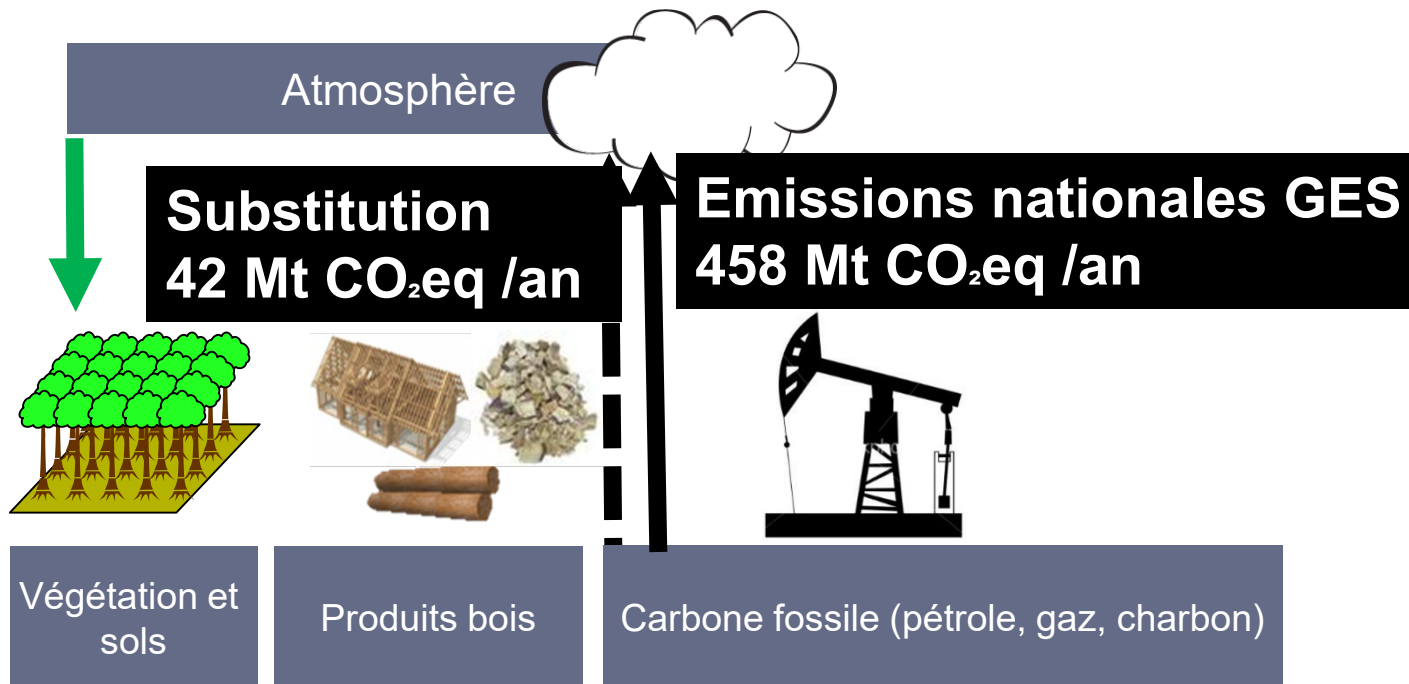 Atmosphère
Substitution
42 Mt CO₂eq /an
Emissions nationales GES
458 Mt CO₂eq /an
Végétation et
sols
Produits bois
Carbone fossile (pétrole, gaz, charbon)